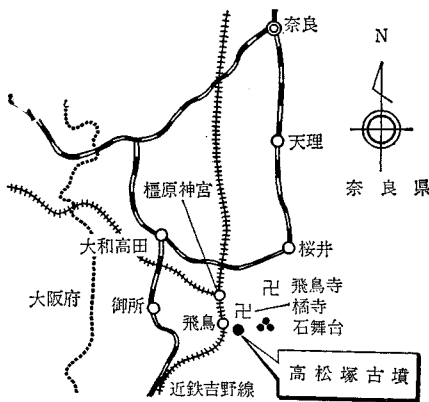 奈良
N
天理
奈良県
橿原神宮
大和高田
桜井
大阪府
御所
飛鳥
卍 飛鳥寺
卍 橘寺
石舞台
高松塚古墳
近鉄吉野線